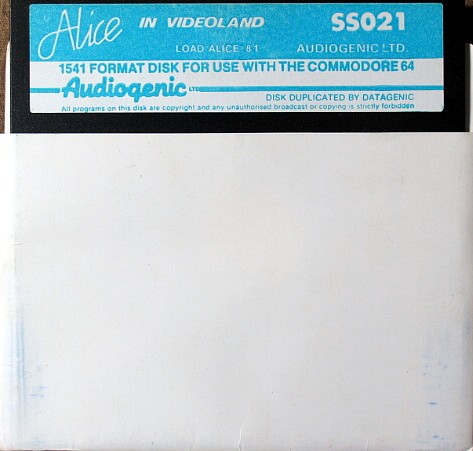 Alice IN VIDEOLAND SS021
LOAD ALICE 8 1 AUDIOGENIC LTD.
1541 FORMAT DISK FOR USE WITH THE COMMODORE 64
Audiogenic LTD
DISK DUPLICATED BY DATAGENIC
All programs on this disk are copyright and any unauthorised broadcast or copying is strictly forbidden